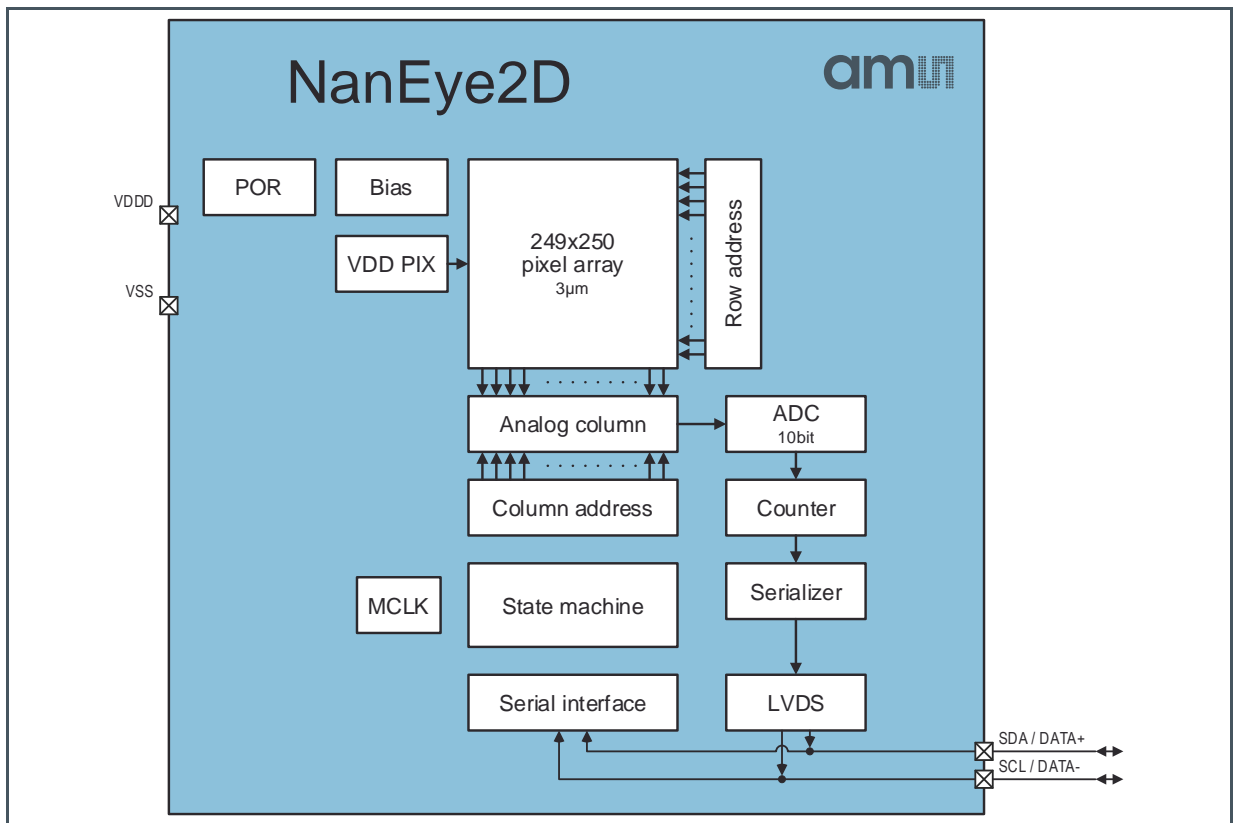 NanEye2D
am
POR
Bias
VDDD
VDD PIX
VSS
249x250
pixel array
3µm
Row address
Analog column
ADC
10bit
Column address
Counter
MCLK
State machine
Serializer
Serial interface
LVDS
SDA / DATA+
SCL / DATA-